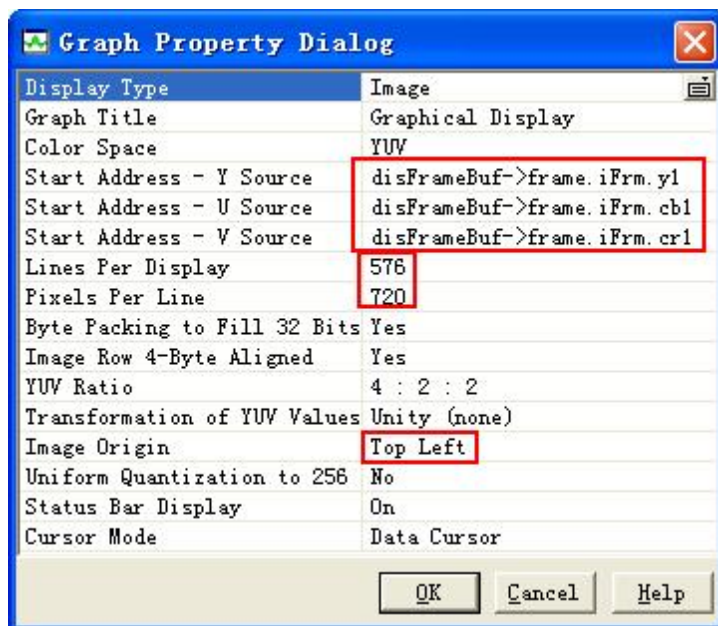 Graph Property Dialog
Display Type Image
Graph Title Graphical Display
Color Space YUV
Start Address - Y Source disFrameBuf->frame.iFrm.y1
Start Address - U Source disFrameBuf->frame.iFrm.cb1
Start Address - V Source disFrameBuf->frame.iFrm.cr1
Lines Per Display 576
Pixels Per Line 720
Byte Packing to Fill 32 Bits Yes
Image Row 4-Byte Aligned Yes
YUV Ratio 4 : 2 : 2
Transformation of YUV Values Unity (none)
Image Origin Top Left
Uniform Quantization to 256 No
Status Bar Display On
Cursor Mode Data Cursor
OK Cancel Help